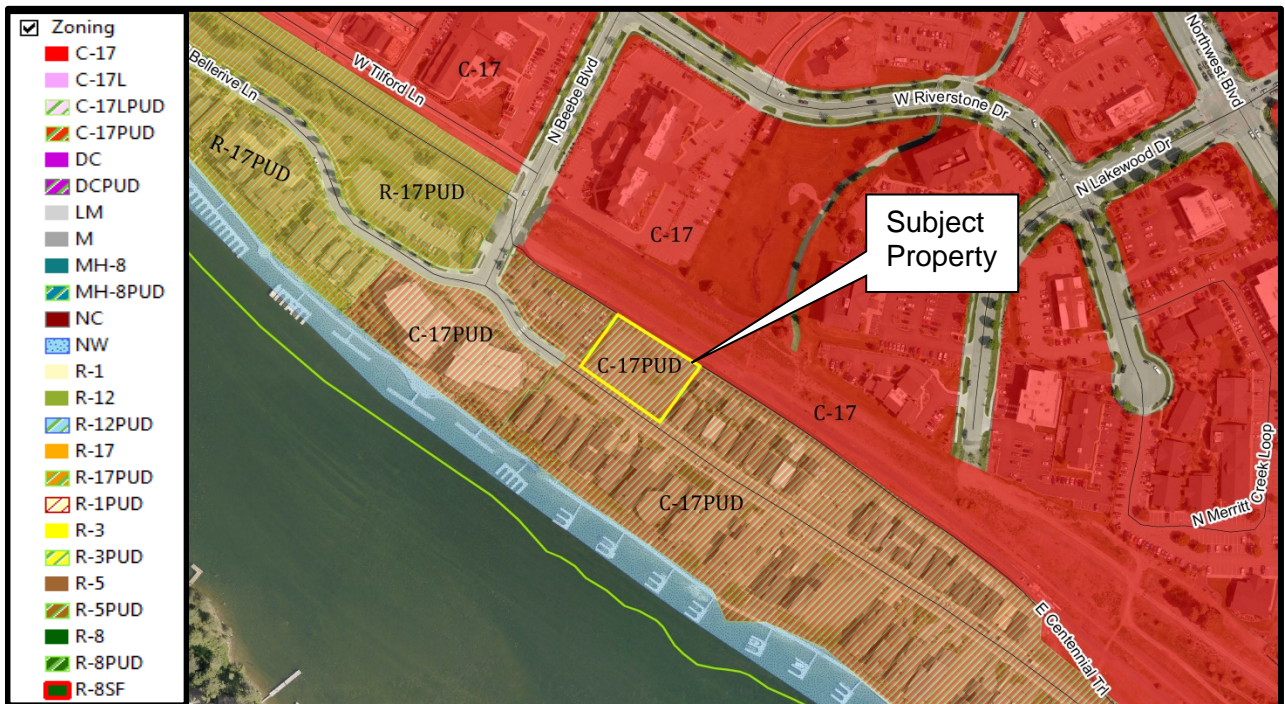 Zoning
C-17
C-17L
C-17LPUD
C-17PUD
DC
DCPUD
LM
M
MH-8
MH-8PUD
NC
NW
R-1
R-12
R-12PUD
R-17
R-17PUD
R-1PUD
R-3
R-3PUD
R-5
R-5PUD
R-8
R-8PUD
R-8SF
Bellerive Ln
W Tilford Ln
C-17
N Beebe Blvd
W Riverstone Dr
Northwest Blvd
N Lakewood Dr
R-17PUD
R-17PUD
C-17
Subject
Property
C-17PUD
C-17PUD
C-17
C-17PUD
N Merritt Creek Loop
E Centennial Trl